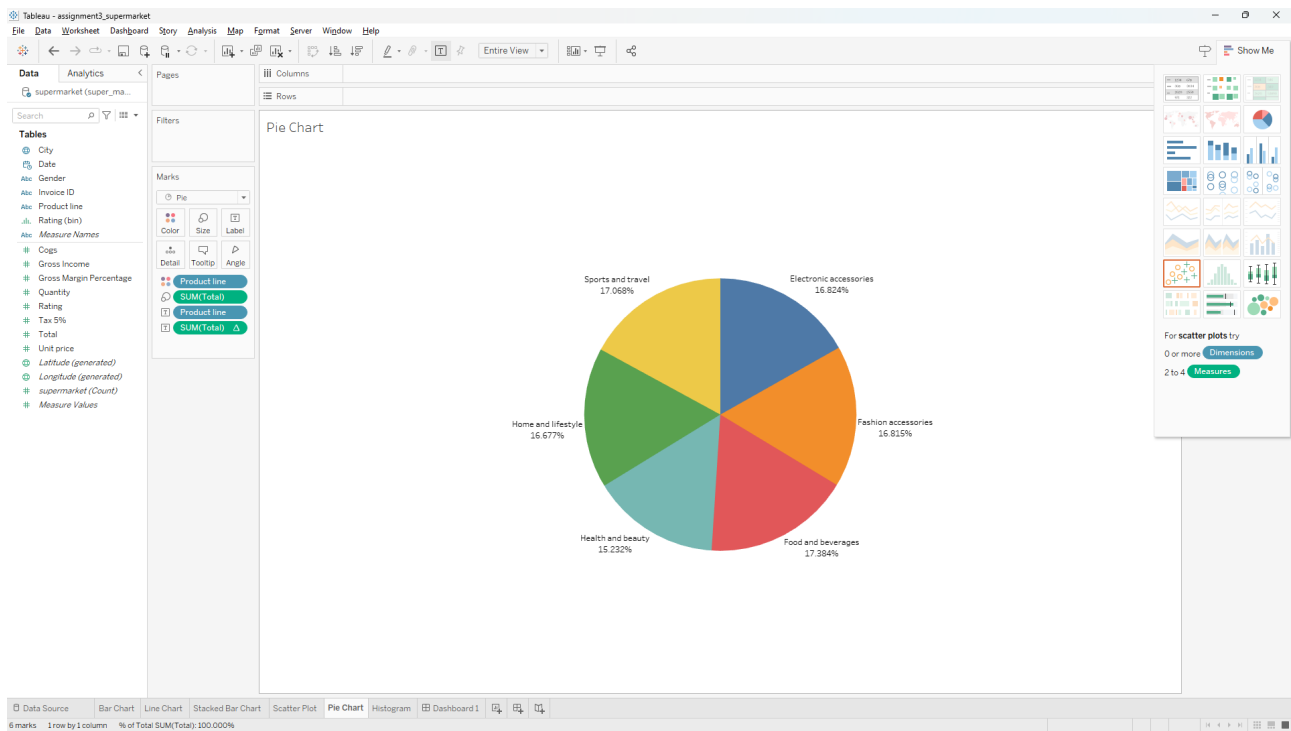 Tableau - assignment3_supermarket
File Data Worksheet Dashboard Story Analysis Map Format Server Window Help
Entire View
Show Me
Data Analytics
supermarket (super_ma...
Search
Tables
City
Date
Abc Gender
Abc Invoice ID
Abc Product line
Rating (bin)
Abc Measure Names
# Cogs
# Gross Income
# Gross Margin Percentage
# Quantity
# Rating
# Tax 5%
# Total
# Unit price
Latitude (generated)
Longitude (generated)
# supermarket (Count)
# Measure Values
Pages
Filters
Marks
Pie
Color Size Label
Detail Tooltip Angle
Product line
SUM(Total)
Product line
SUM(Total) Δ
Columns
Rows
Pie Chart
Sports and travel
17.068%
Electronic accessories
16.824%
Home and lifestyle
16.677%
Fashion accessories
16.815%
Health and beauty
15.232%
Food and beverages
17.384%
For scatter plots try
0 or more Dimensions
2 to 4 Measures
Data Source Bar Chart Line Chart Stacked Bar Chart Scatter Plot Pie Chart Histogram Dashboard 1
6 marks 1 row by 1 column % of Total SUM(Total): 100.000%